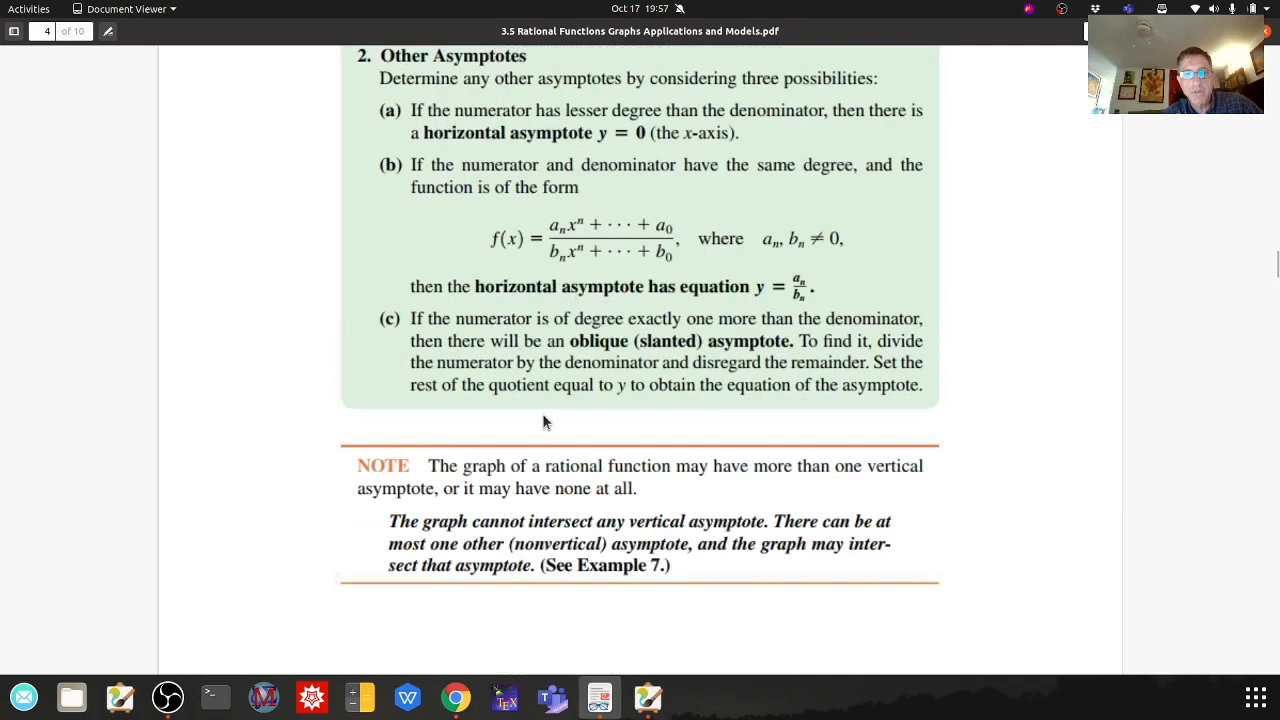 Activities
Document Viewer
Oct 17 19:57
4 of 10
3.5 Rational Functions Graphs Applications and Models.pdf
2. Other Asymptotes
Determine any other asymptotes by considering three possibilities:
(a) If the numerator has lesser degree than the denominator, then there is
a horizontal asymptote y = 0 (the x-axis).
(b) If the numerator and denominator have the same degree, and the
function is of the form
f(x) = (aₙxⁿ + · · · + a₀)/(bₙxⁿ + · · · + b₀), where aₙ, bₙ ≠ 0,
then the horizontal asymptote has equation y = aₙ/bₙ.
(c) If the numerator is of degree exactly one more than the denominator,
then there will be an oblique (slanted) asymptote. To find it, divide
the numerator by the denominator and disregard the remainder. Set the
rest of the quotient equal to y to obtain the equation of the asymptote.
NOTE The graph of a rational function may have more than one vertical
asymptote, or it may have none at all.
The graph cannot intersect any vertical asymptote. There can be at
most one other (nonvertical) asymptote, and the graph may inter-
sect that asymptote. (See Example 7.)